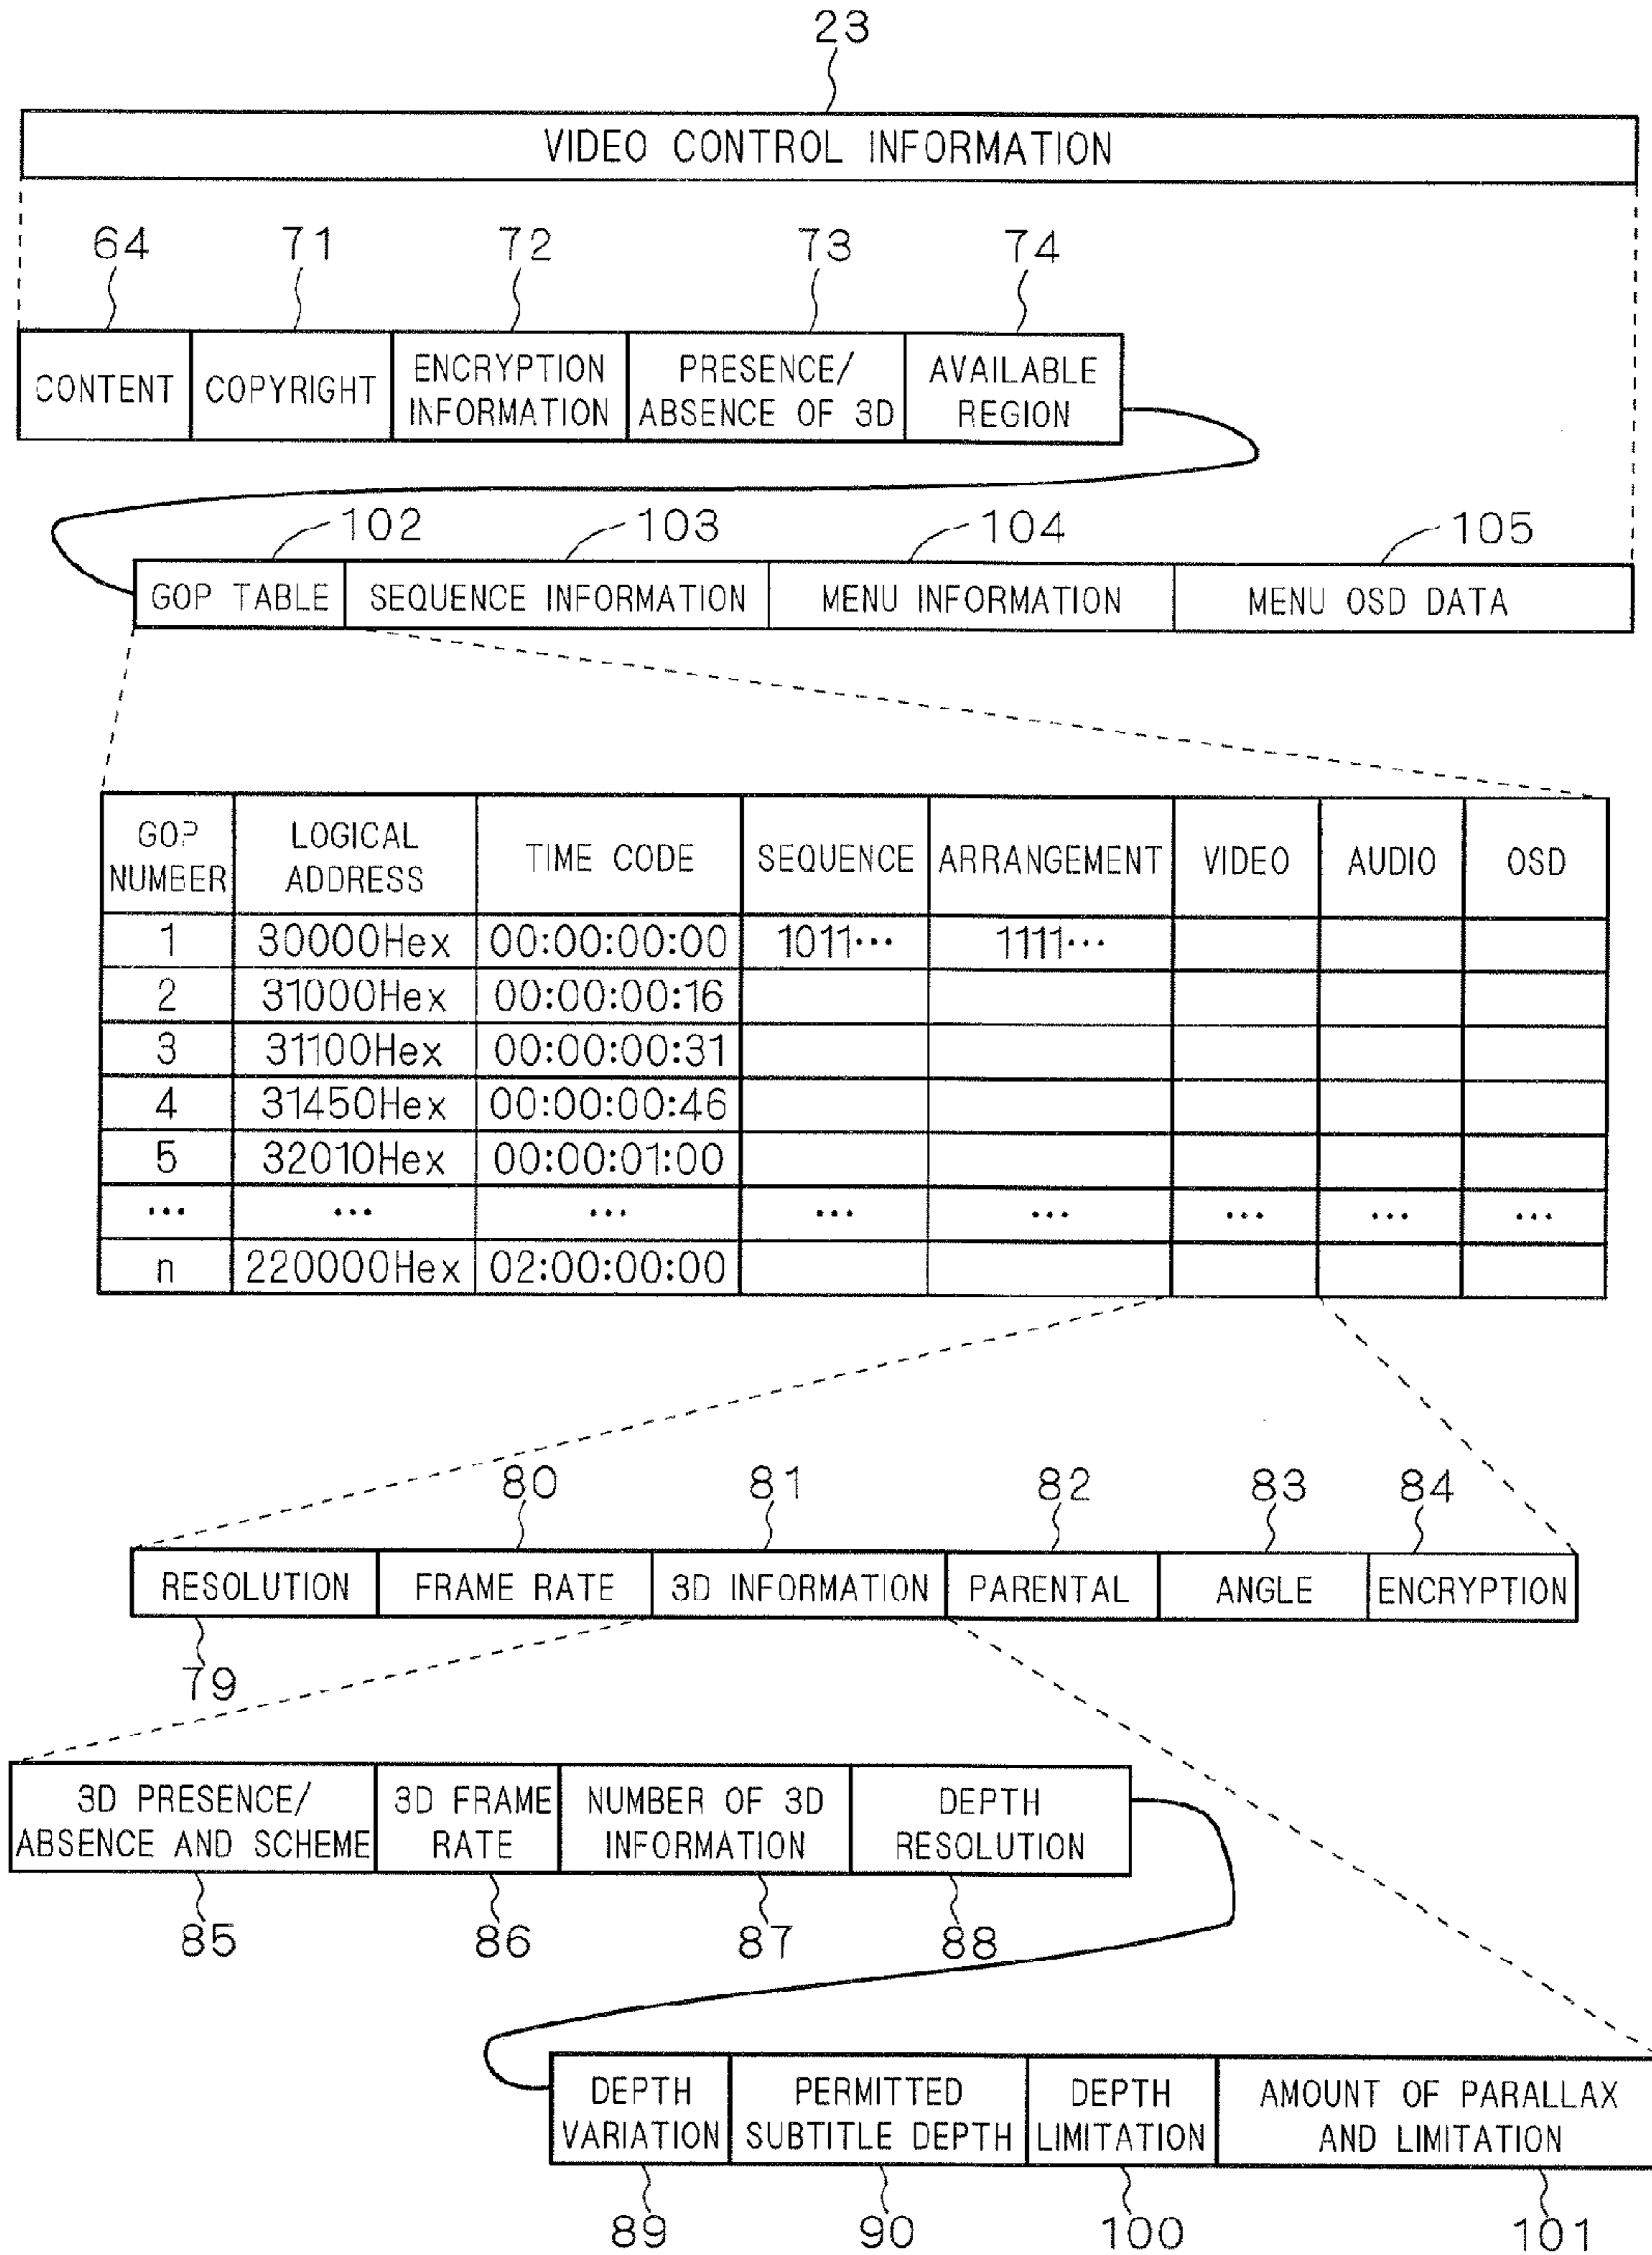 23
VIDEO CONTROL INFORMATION
64 71 72 73 74
CONTENT COPYRIGHT ENCRYPTION INFORMATION PRESENCE/ ABSENCE OF 3D AVAILABLE REGION
102 103 104 105
GOP TABLE SEQUENCE INFORMATION MENU INFORMATION MENU OSD DATA
GOP NUMBER LOGICAL ADDRESS TIME CODE SEQUENCE ARRANGEMENT VIDEO AUDIO OSD
1 30000Hex 00:00:00:00 1011... 1111...
2 31000Hex 00:00:00:16
3 31100Hex 00:00:00:31
4 31450Hex 00:00:00:46
5 32010Hex 00:00:01:00
... ... ... ... ... ... ... ...
n 220000Hex 02:00:00:00
80 81 82 83 84
RESOLUTION FRAME RATE 3D INFORMATION PARENTAL ANGLE ENCRYPTION
79
3D PRESENCE/ ABSENCE AND SCHEME 3D FRAME RATE NUMBER OF 3D INFORMATION DEPTH RESOLUTION
85 86 87 88
DEPTH VARIATION PERMITTED SUBTITLE DEPTH DEPTH LIMITATION AMOUNT OF PARALLAX AND LIMITATION
89 90 100 101